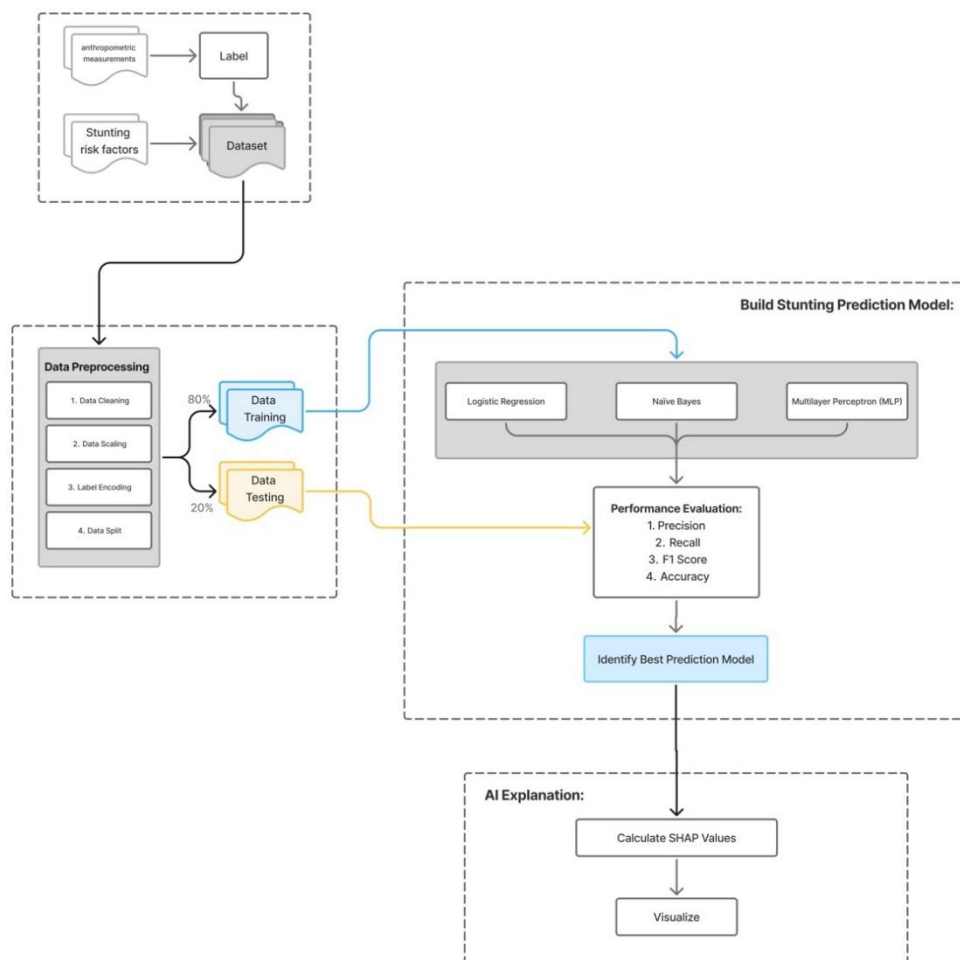 anthropometric
measurements
Label
Stunting
risk factors
Dataset
Build Stunting Prediction Model:
Data Preprocessing
1. Data Cleaning
2. Data Scaling
3. Label Encoding
4. Data Split
80%
20%
Data
Training
Data
Testing
Logistic Regression
Naïve Bayes
Multilayer Perceptron (MLP)
Performance Evaluation:
1. Precision
2. Recall
3. F1 Score
4. Accuracy
Identify Best Prediction Model
AI Explanation:
Calculate SHAP Values
Visualize